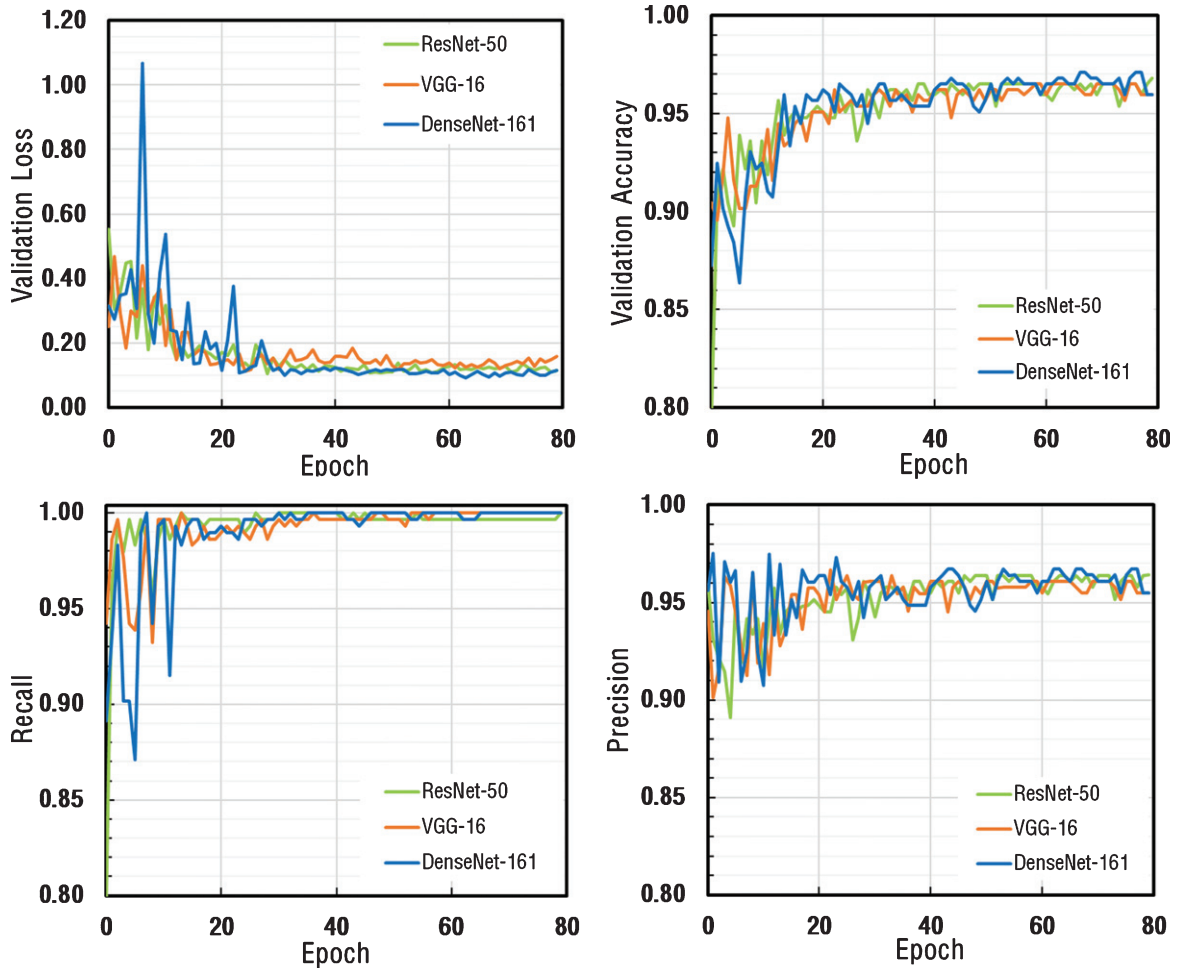 Validation Loss
1.20
1.00
0.80
0.60
0.40
0.20
0.00
ResNet-50
VGG-16
DenseNet-161
0 20 40 60 80
Epoch
Validation Accuracy
1.00
0.95
0.90
0.85
0.80
ResNet-50
VGG-16
DenseNet-161
0 20 40 60 80
Epoch
Recall
1.00
0.95
0.90
0.85
0.80
ResNet-50
VGG-16
DenseNet-161
0 20 40 60 80
Epoch
Precision
1.00
0.95
0.90
0.85
0.80
ResNet-50
VGG-16
DenseNet-161
0 20 40 60 80
Epoch